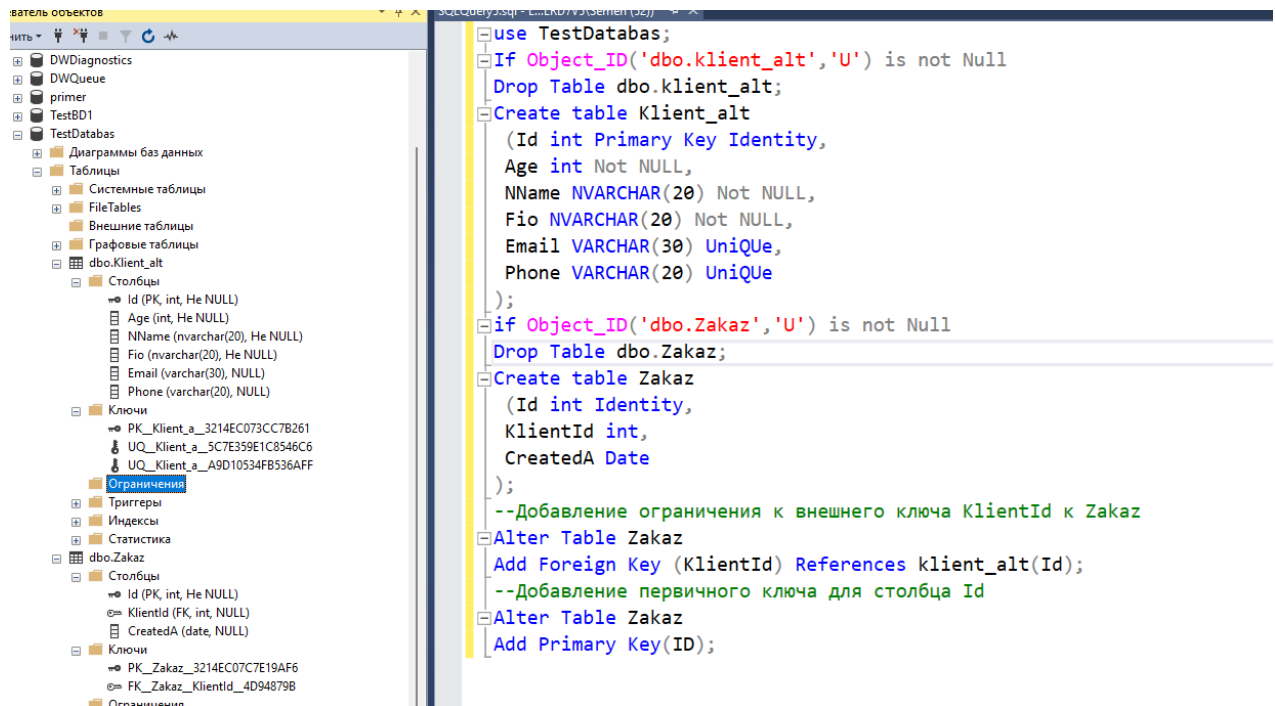 ватель объектов
нить
DWDiagnostics
DWQueue
primer
TestBD1
TestDatabas
Диаграммы баз данных
Таблицы
Системные таблицы
FileTables
Внешние таблицы
Графовые таблицы
dbo.Klient_alt
Столбцы
Id (PK, int, Не NULL)
Age (int, Не NULL)
NName (nvarchar(20), Не NULL)
Fio (nvarchar(20), Не NULL)
Email (varchar(30), NULL)
Phone (varchar(20), NULL)
Ключи
PK__Klient_a__3214EC073CC7B261
UQ__Klient_a__5C7E359E1C8546C6
UQ__Klient_a__A9D10534FB536AFF
Ограничения
Триггеры
Индексы
Статистика
dbo.Zakaz
Столбцы
Id (PK, int, Не NULL)
KlientId (FK, int, NULL)
CreatedA (date, NULL)
Ключи
PK__Zakaz__3214EC07C7E19AF6
FK__Zakaz__KlientId__4D94879B
Ограничения
use TestDatabas;
If Object_ID('dbo.klient_alt','U') is not Null
Drop Table dbo.klient_alt;
Create table Klient_alt
(Id int Primary Key Identity,
Age int Not NULL,
NName NVARCHAR(20) Not NULL,
Fio NVARCHAR(20) Not NULL,
Email VARCHAR(30) UniQUe,
Phone VARCHAR(20) UniQUe
);
if Object_ID('dbo.Zakaz','U') is not Null
Drop Table dbo.Zakaz;
Create table Zakaz
(Id int Identity,
KlientId int,
CreatedA Date
);
--Добавление ограничения к внешнего ключа KlientId к Zakaz
Alter Table Zakaz
Add Foreign Key (KlientId) References klient_alt(Id);
--Добавление первичного ключа для столбца Id
Alter Table Zakaz
Add Primary Key(ID);